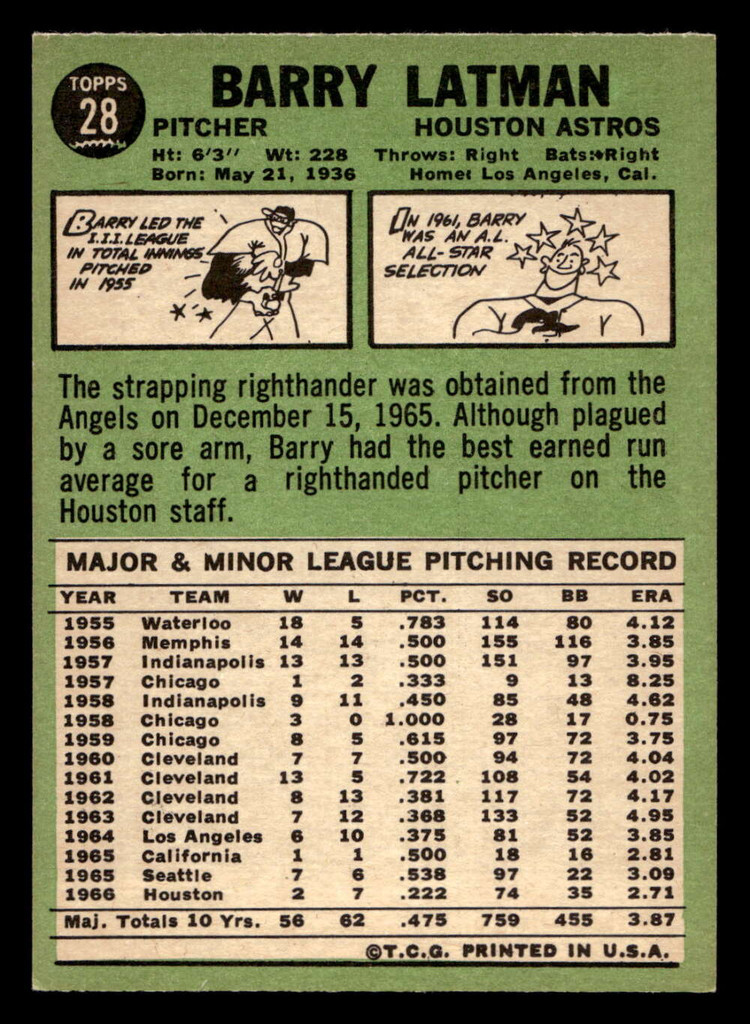 TOPPS
28
BARRY LATMAN
PITCHER HOUSTON ASTROS
Ht: 6'3'' Wt: 228 Throws: Right Bats: Right
Born: May 21, 1936 Home: Los Angeles, Cal.
BARRY LED THE
I.I.I. LEAGUE
IN TOTAL INNINGS
PITCHED
IN 1955
IN 1961, BARRY
WAS AN A.L.
ALL-STAR
SELECTION
The strapping righthander was obtained from the
Angels on December 15, 1965. Although plagued
by a sore arm, Barry had the best earned run
average for a righthanded pitcher on the
Houston staff.
MAJOR & MINOR LEAGUE PITCHING RECORD
YEAR TEAM W L PCT. SO BB ERA
1955 Waterloo 18 5 .783 114 80 4.12
1956 Memphis 14 14 .500 155 116 3.85
1957 Indianapolis 13 13 .500 151 97 3.95
1957 Chicago 1 2 .333 9 13 8.25
1958 Indianapolis 9 11 .450 85 48 4.62
1958 Chicago 3 0 1.000 28 17 0.75
1959 Chicago 8 5 .615 97 72 3.75
1960 Cleveland 7 7 .500 94 72 4.04
1961 Cleveland 13 5 .722 108 54 4.02
1962 Cleveland 8 13 .381 117 72 4.17
1963 Cleveland 7 12 .368 133 52 4.95
1964 Los Angeles 6 10 .375 81 52 3.85
1965 California 1 1 .500 18 16 2.81
1965 Seattle 7 6 .538 97 22 3.09
1966 Houston 2 7 .222 74 35 2.71
Maj. Totals 10 Yrs. 56 62 .475 759 455 3.87
©T.C.G. PRINTED IN U.S.A.